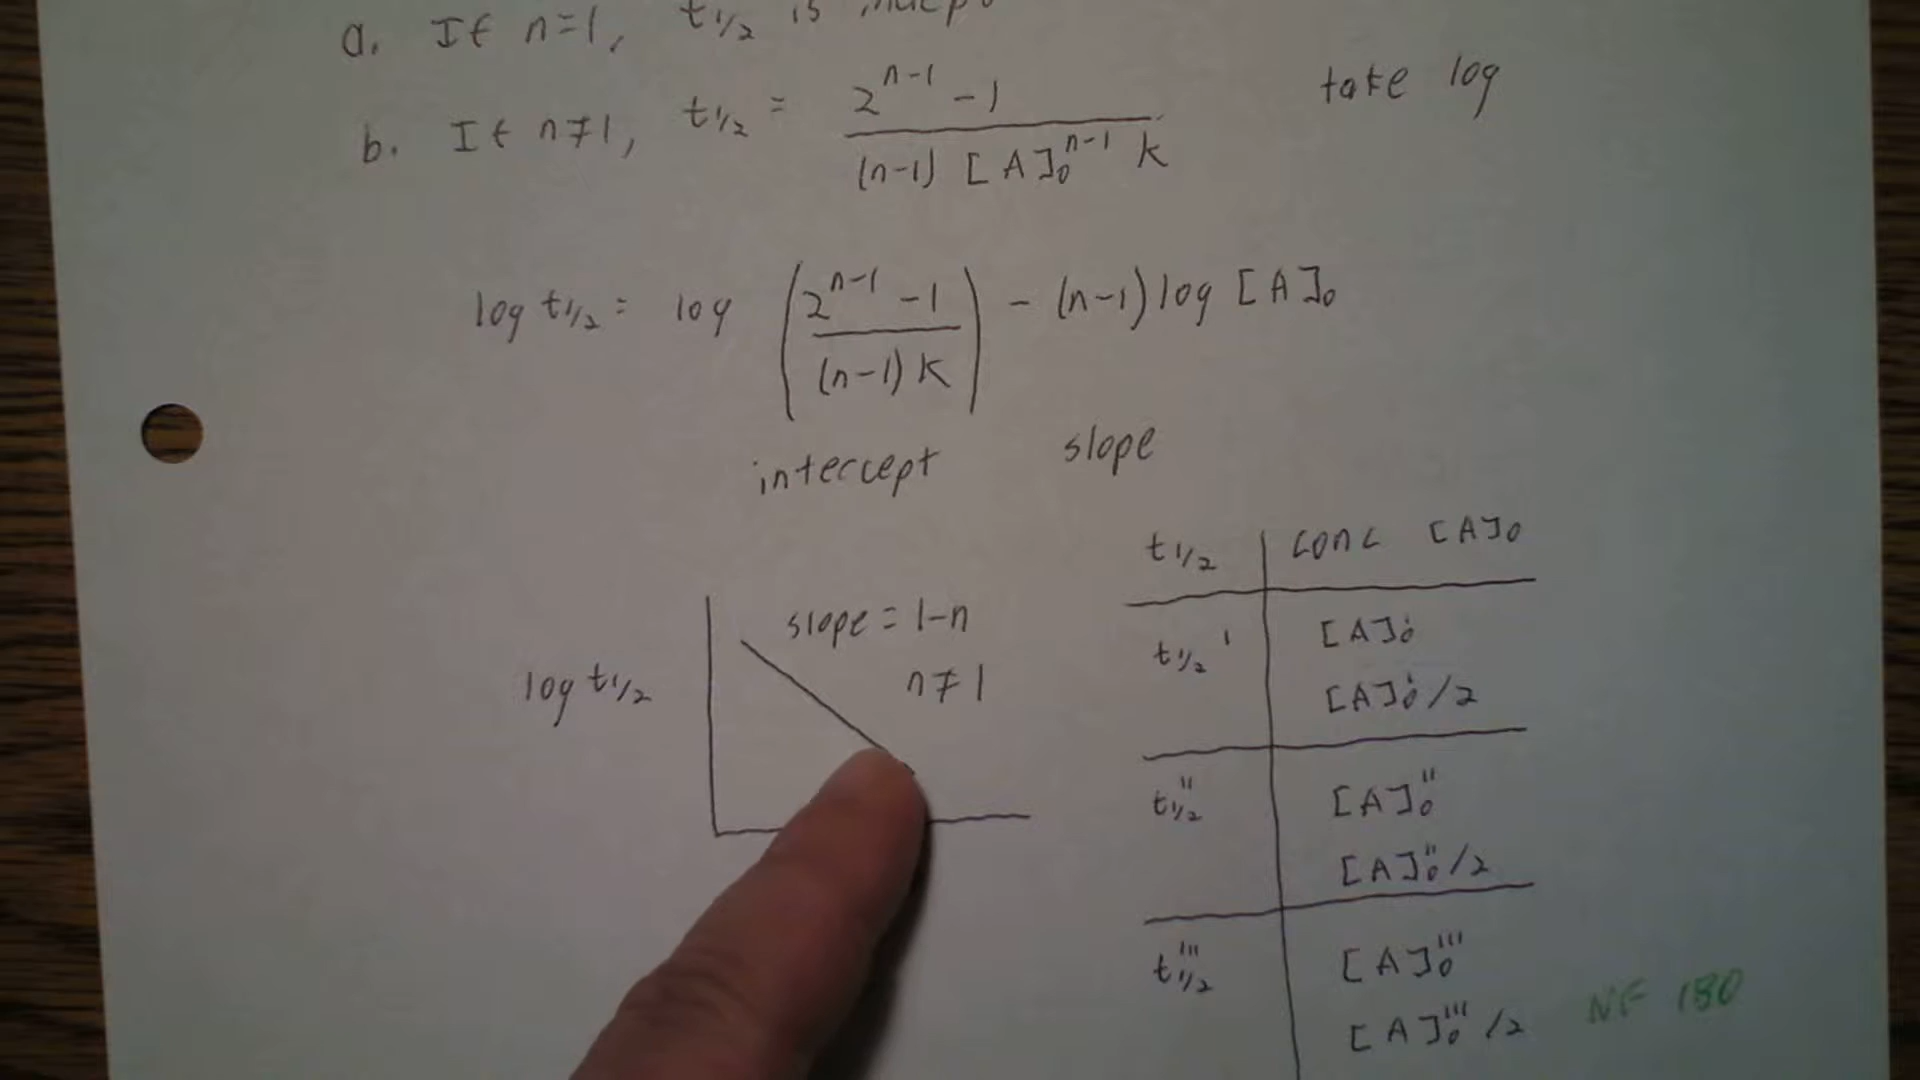 a. If n=1, t1/2 is
b. If n≠1, t1/2 = (2^(n-1) - 1) / ((n-1) [A]0^(n-1) k) take log
log t1/2 = log ((2^(n-1) - 1) / ((n-1) k)) - (n-1) log [A]0
intercept slope
slope = 1-n
n≠1
log t1/2
t1/2 | conc [A]0
t1/2' | [A]0'
[A]0'/2
t1/2'' | [A]0''
[A]0''/2
t1/2''' | [A]0'''
[A]0'''/2
NF 180